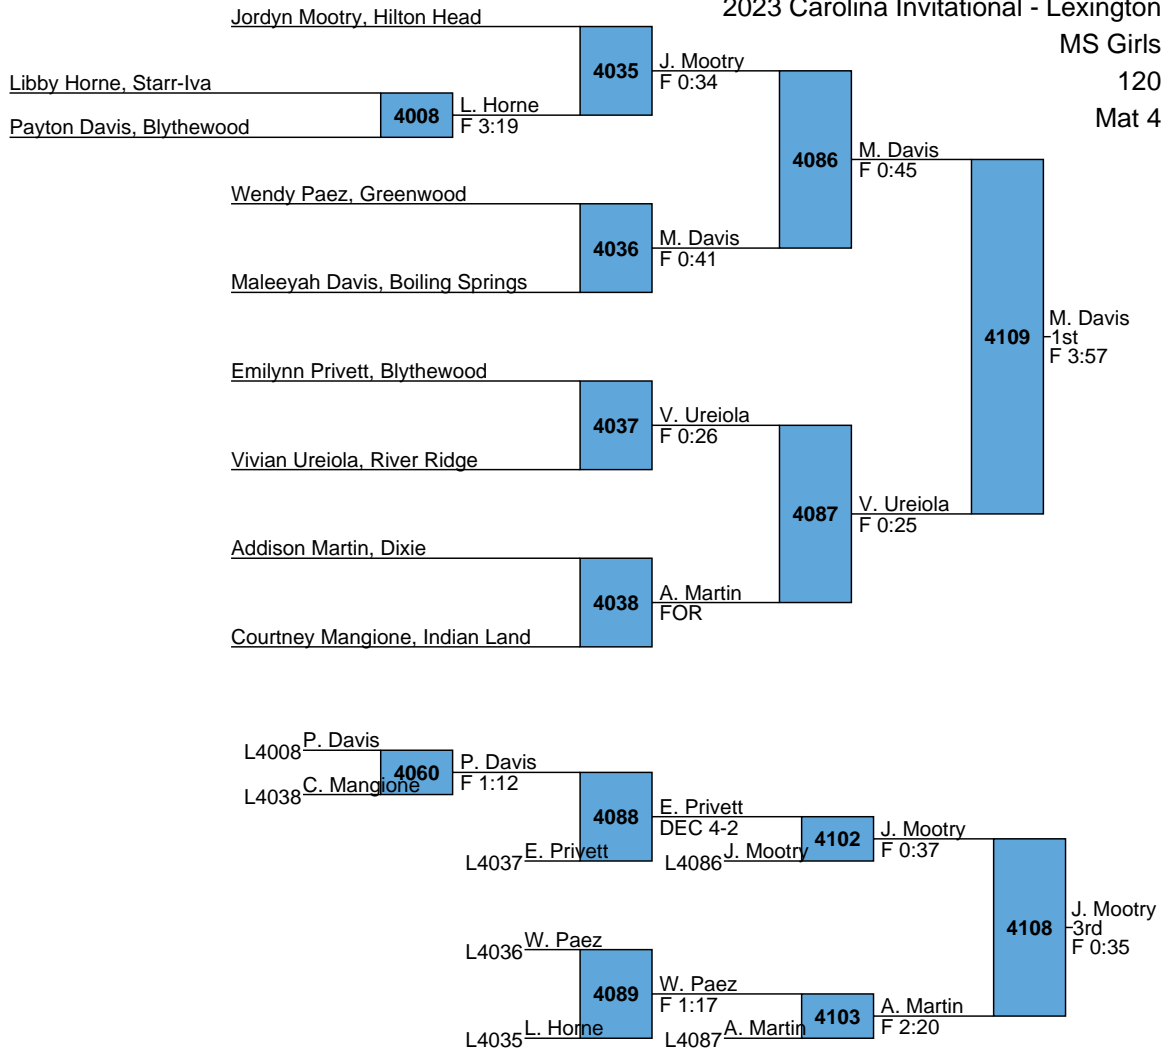 2023 Carolina Invitational - Lexington
MS Girls
120
Mat 4
Jordyn Mootry, Hilton Head
4035
J. Mootry
F 0:34
Libby Horne, Starr-Iva
4008
L. Horne
F 3:19
Payton Davis, Blythewood
4086
M. Davis
F 0:45
Wendy Paez, Greenwood
4036
M. Davis
F 0:41
Maleeyah Davis, Boiling Springs
4109
M. Davis
1st
F 3:57
Emilynn Privett, Blythewood
4037
V. Ureiola
F 0:26
Vivian Ureiola, River Ridge
4087
V. Ureiola
F 0:25
Addison Martin, Dixie
4038
A. Martin
FOR
Courtney Mangione, Indian Land
L4008 P. Davis
4060
P. Davis
F 1:12
L4038 C. Mangione
4088
E. Privett
DEC 4-2
L4037 E. Privett
L4086 J. Mootry
4102
J. Mootry
F 0:37
4108
J. Mootry
3rd
F 0:35
L4036 W. Paez
4089
W. Paez
F 1:17
L4035 L. Horne
L4087 A. Martin
4103
A. Martin
F 2:20